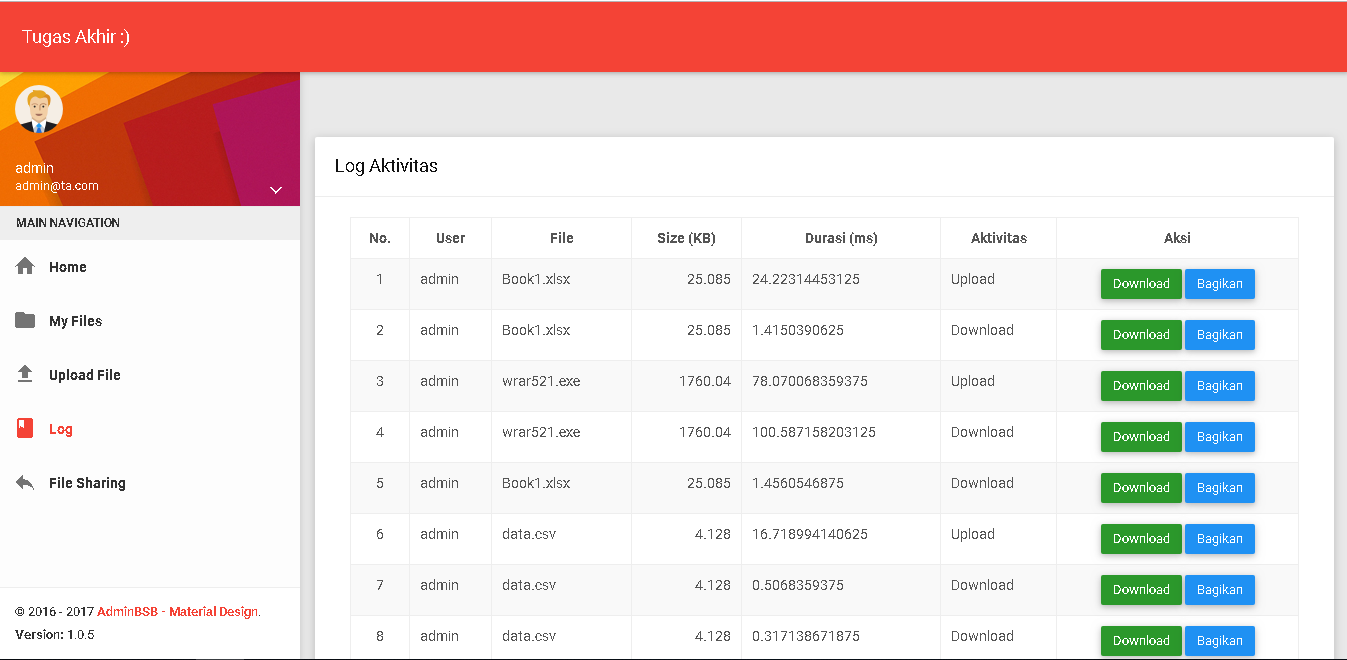 Tugas Akhir :)
admin
admin@ta.com
MAIN NAVIGATION
Home
My Files
Upload File
Log
File Sharing
© 2016 - 2017 AdminBSB - Material Design.
Version: 1.0.5
Log Aktivitas
No. User File Size (KB) Durasi (ms) Aktivitas Aksi
1 admin Book1.xlsx 25.085 24.22314453125 Upload Download Bagikan
2 admin Book1.xlsx 25.085 1.4150390625 Download Download Bagikan
3 admin wrar521.exe 1760.04 78.070068359375 Upload Download Bagikan
4 admin wrar521.exe 1760.04 100.587158203125 Download Download Bagikan
5 admin Book1.xlsx 25.085 1.4560546875 Download Download Bagikan
6 admin data.csv 4.128 16.718994140625 Upload Download Bagikan
7 admin data.csv 4.128 0.5068359375 Download Download Bagikan
8 admin data.csv 4.128 0.317138671875 Download Download Bagikan